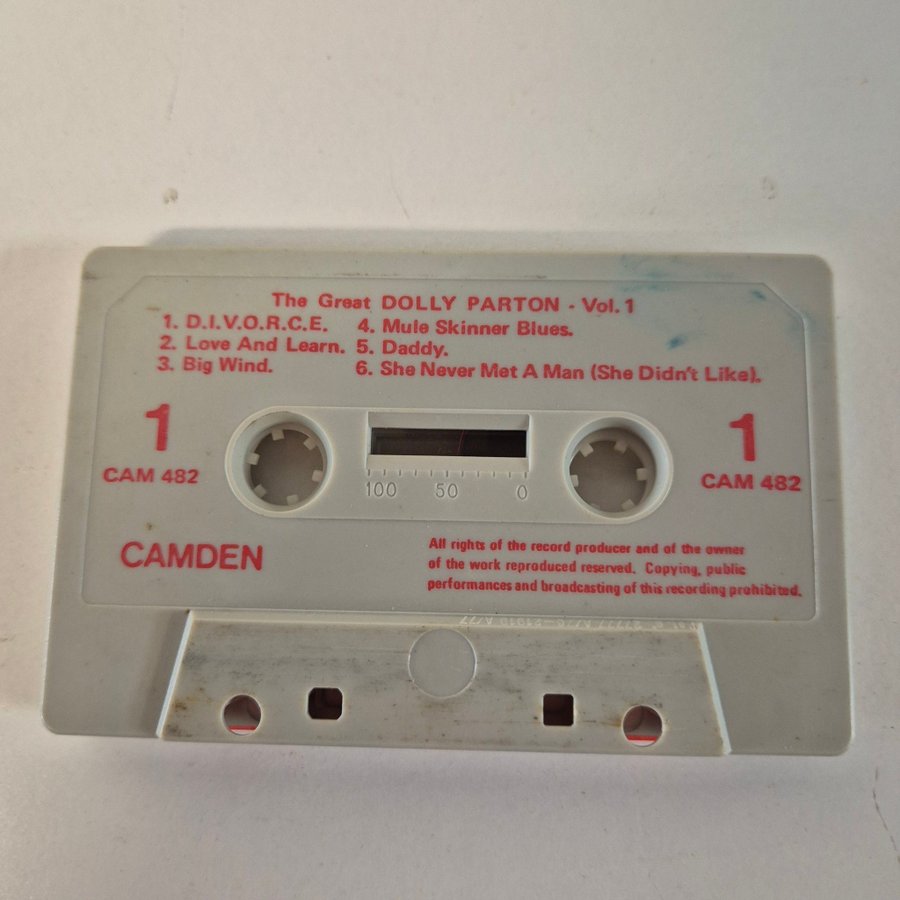 The Great DOLLY PARTON - Vol. 1
1. D.I.V.O.R.C.E. 4. Mule Skinner Blues.
2. Love And Learn. 5. Daddy.
3. Big Wind. 6. She Never Met A Man (She Didn't Like).
1 1
CAM 482 CAM 482
100 50 0
CAMDEN
All rights of the record producer and of the owner
of the work reproduced reserved. Copying, public
performances and broadcasting of this recording prohibited.